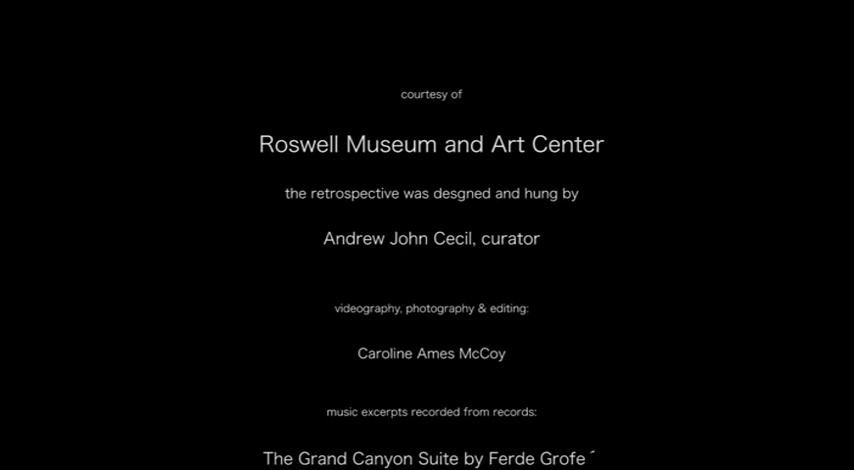 courtesy of
Roswell Museum and Art Center
the retrospective was desgned and hung by
Andrew John Cecil, curator
videography, photography & editing:
Caroline Ames McCoy
music excerpts recorded from records:
The Grand Canyon Suite by Ferde Grofe ´